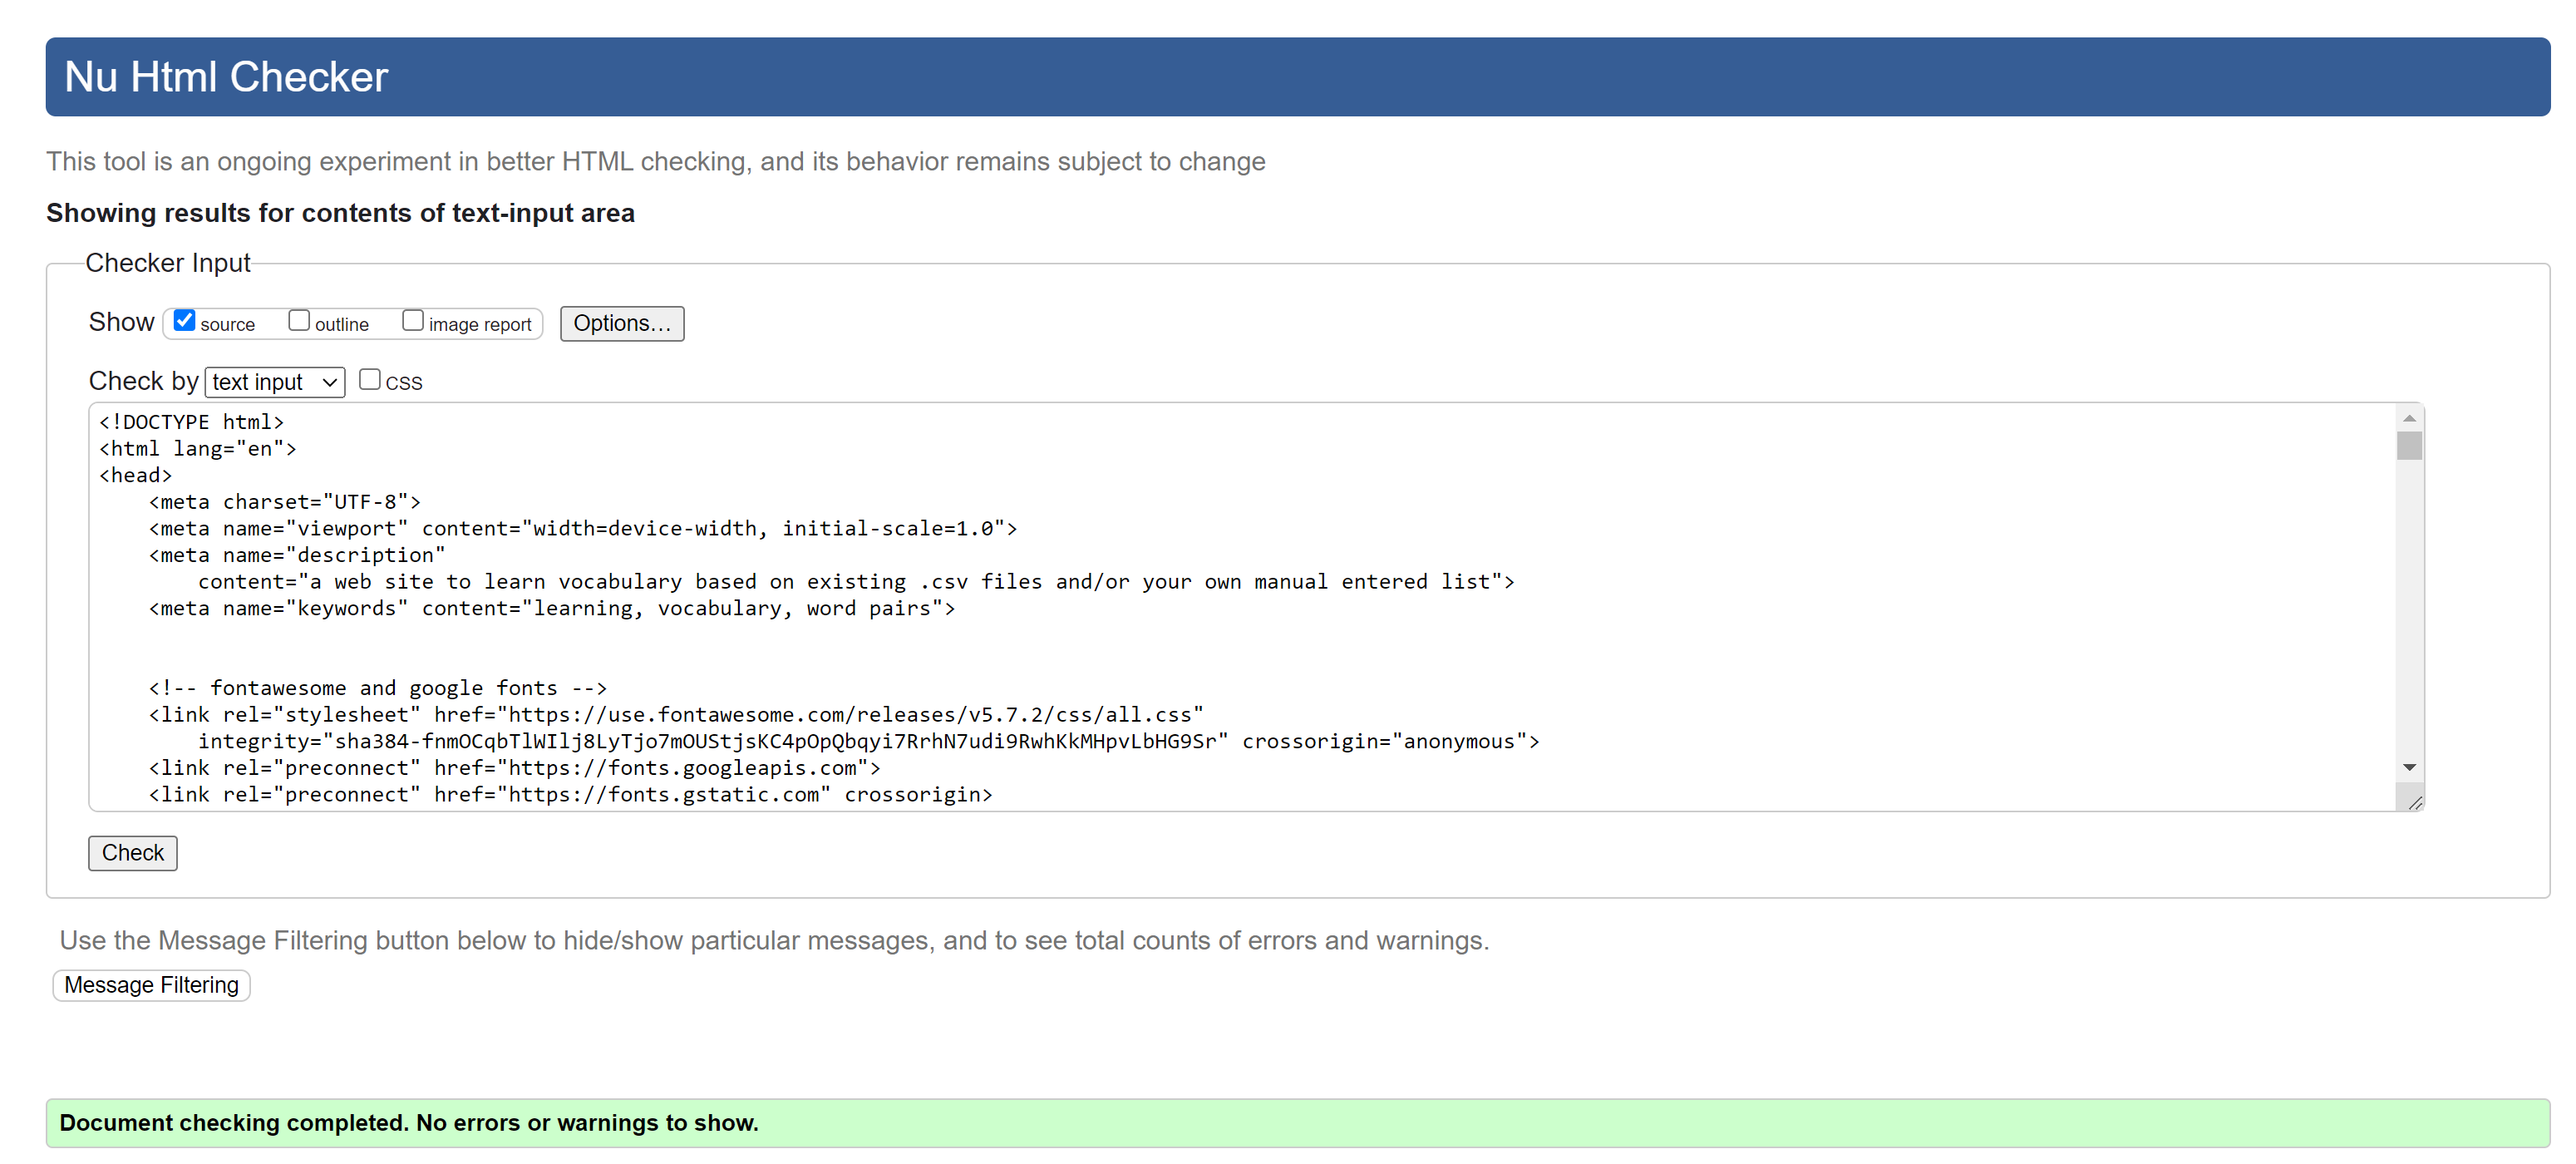 Nu Html Checker
This tool is an ongoing experiment in better HTML checking, and its behavior remains subject to change
Showing results for contents of text-input area
Checker Input
Show source outline image report Options...
Check by text input CSS
<!DOCTYPE html>
<html lang="en">
<head>
    <meta charset="UTF-8">
    <meta name="viewport" content="width=device-width, initial-scale=1.0">
    <meta name="description"
        content="a web site to learn vocabulary based on existing .csv files and/or your own manual entered list">
    <meta name="keywords" content="learning, vocabulary, word pairs">
    <!-- fontawesome and google fonts -->
    <link rel="stylesheet" href="https://use.fontawesome.com/releases/v5.7.2/css/all.css"
        integrity="sha384-fnmOCqbTlWIlj8LyTjo7mOUStjsKC4pOpQbqyi7RrhN7udi9RwhKkMHpvLbHG9Sr" crossorigin="anonymous">
    <link rel="preconnect" href="https://fonts.googleapis.com">
    <link rel="preconnect" href="https://fonts.gstatic.com" crossorigin>
Check
Use the Message Filtering button below to hide/show particular messages, and to see total counts of errors and warnings.
Message Filtering
Document checking completed. No errors or warnings to show.